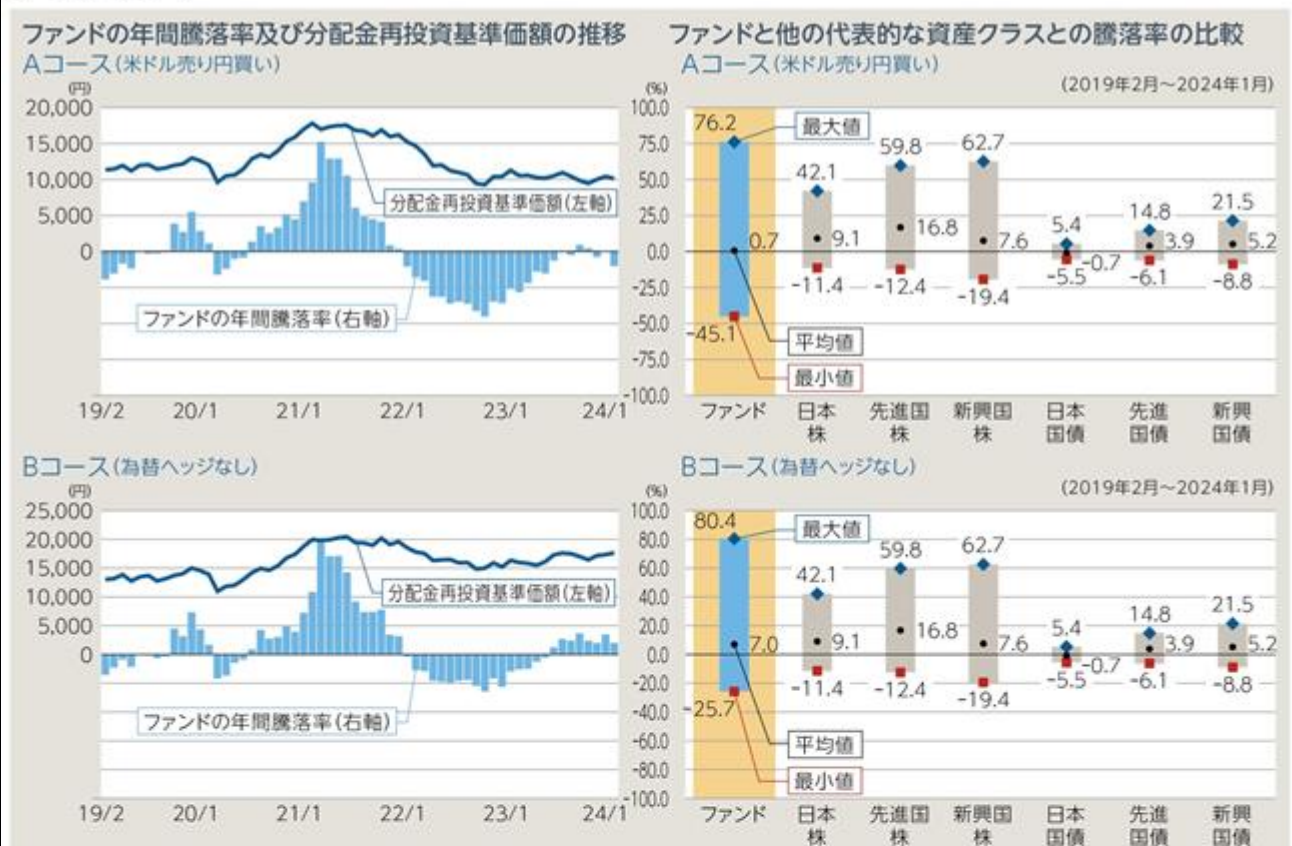 ファンドの年間騰落率及び分配金再投資基準価額の推移
Aコース(米ドル売り円買い)
(円)
(%)
20,000
15,000
10,000
5,000
0
100.0
75.0
50.0
25.0
0.0
-25.0
-50.0
-75.0
-100.0
分配金再投資基準価額(左軸)
ファンドの年間騰落率(右軸)
19/2 20/1 21/1 22/1 23/1 24/1
ファンドと他の代表的な資産クラスとの騰落率の比較
Aコース(米ドル売り円買い)
(2019年2月~2024年1月)
76.2 42.1 59.8 62.7 5.4 14.8 21.5
最大値
0.7 9.1 16.8 7.6 -0.7 3.9 5.2
-45.1 -11.4 -12.4 -19.4 -5.5 -6.1 -8.8
平均値
最小値
ファンド 日本株 先進国株 新興国株 日本国債 先進国債 新興国債
Bコース(為替ヘッジなし)
(円)
(%)
25,000
20,000
15,000
10,000
5,000
0
100.0
80.0
60.0
40.0
20.0
0.0
-20.0
-40.0
-60.0
-80.0
-100.0
分配金再投資基準価額(左軸)
ファンドの年間騰落率(右軸)
19/2 20/1 21/1 22/1 23/1 24/1
Bコース(為替ヘッジなし)
(2019年2月~2024年1月)
80.4 42.1 59.8 62.7 5.4 14.8 21.5
最大値
7.0 9.1 16.8 7.6 -0.7 3.9 5.2
-25.7 -11.4 -12.4 -19.4 -5.5 -6.1 -8.8
平均値
最小値
ファンド 日本株 先進国株 新興国株 日本国債 先進国債 新興国債